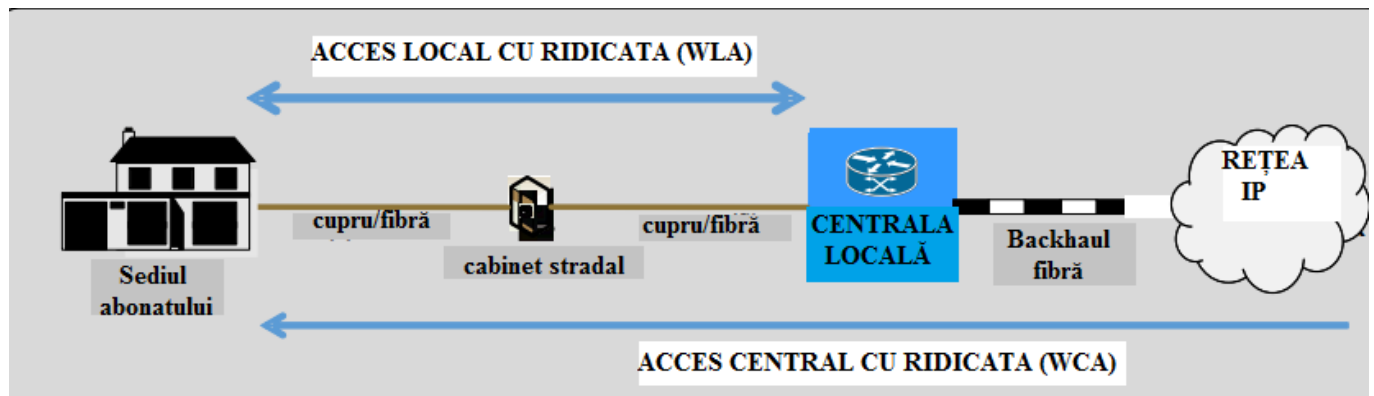 ACCES LOCAL CU RIDICATA (WLA)
cupru/fibră
cupru/fibră
cabinet stradal
Sediul
abonatului
CENTRALA
LOCALĂ
Backhaul
fibră
REȚEA
IP
ACCES CENTRAL CU RIDICATA (WCA)